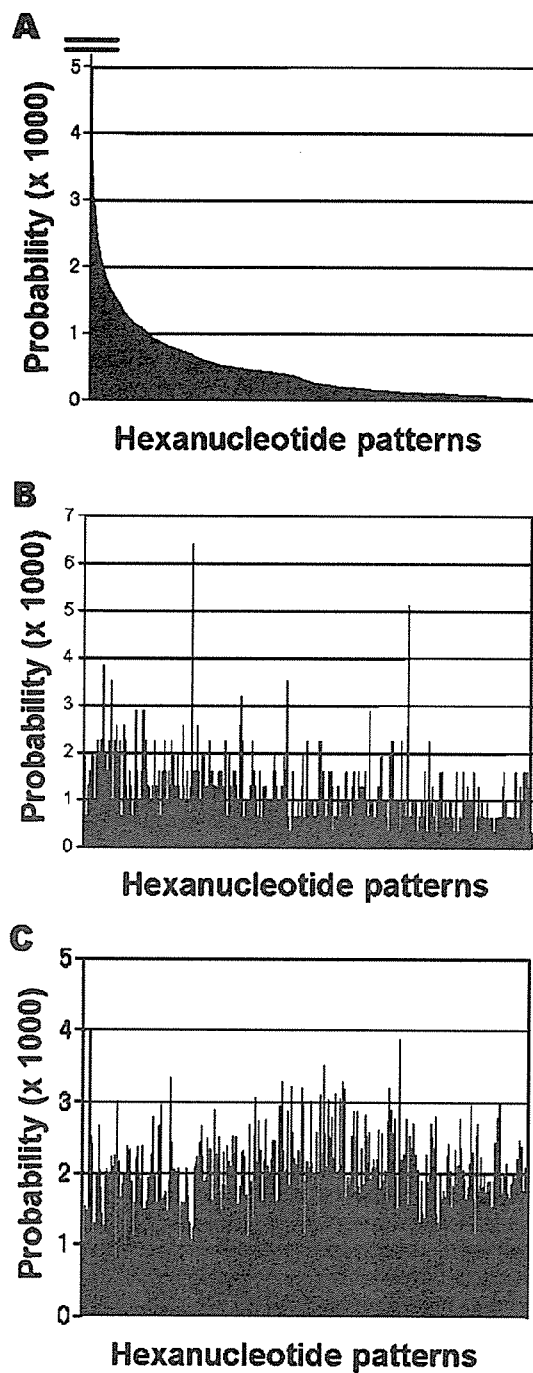 A
Probability (x 1000)
5
4
3
2
1
0
Hexanucleotide patterns
B
Probability (x 1000)
7
6
5
4
3
2
1
0
Hexanucleotide patterns
C
Probability (x 1000)
5
4
3
2
1
0
Hexanucleotide patterns